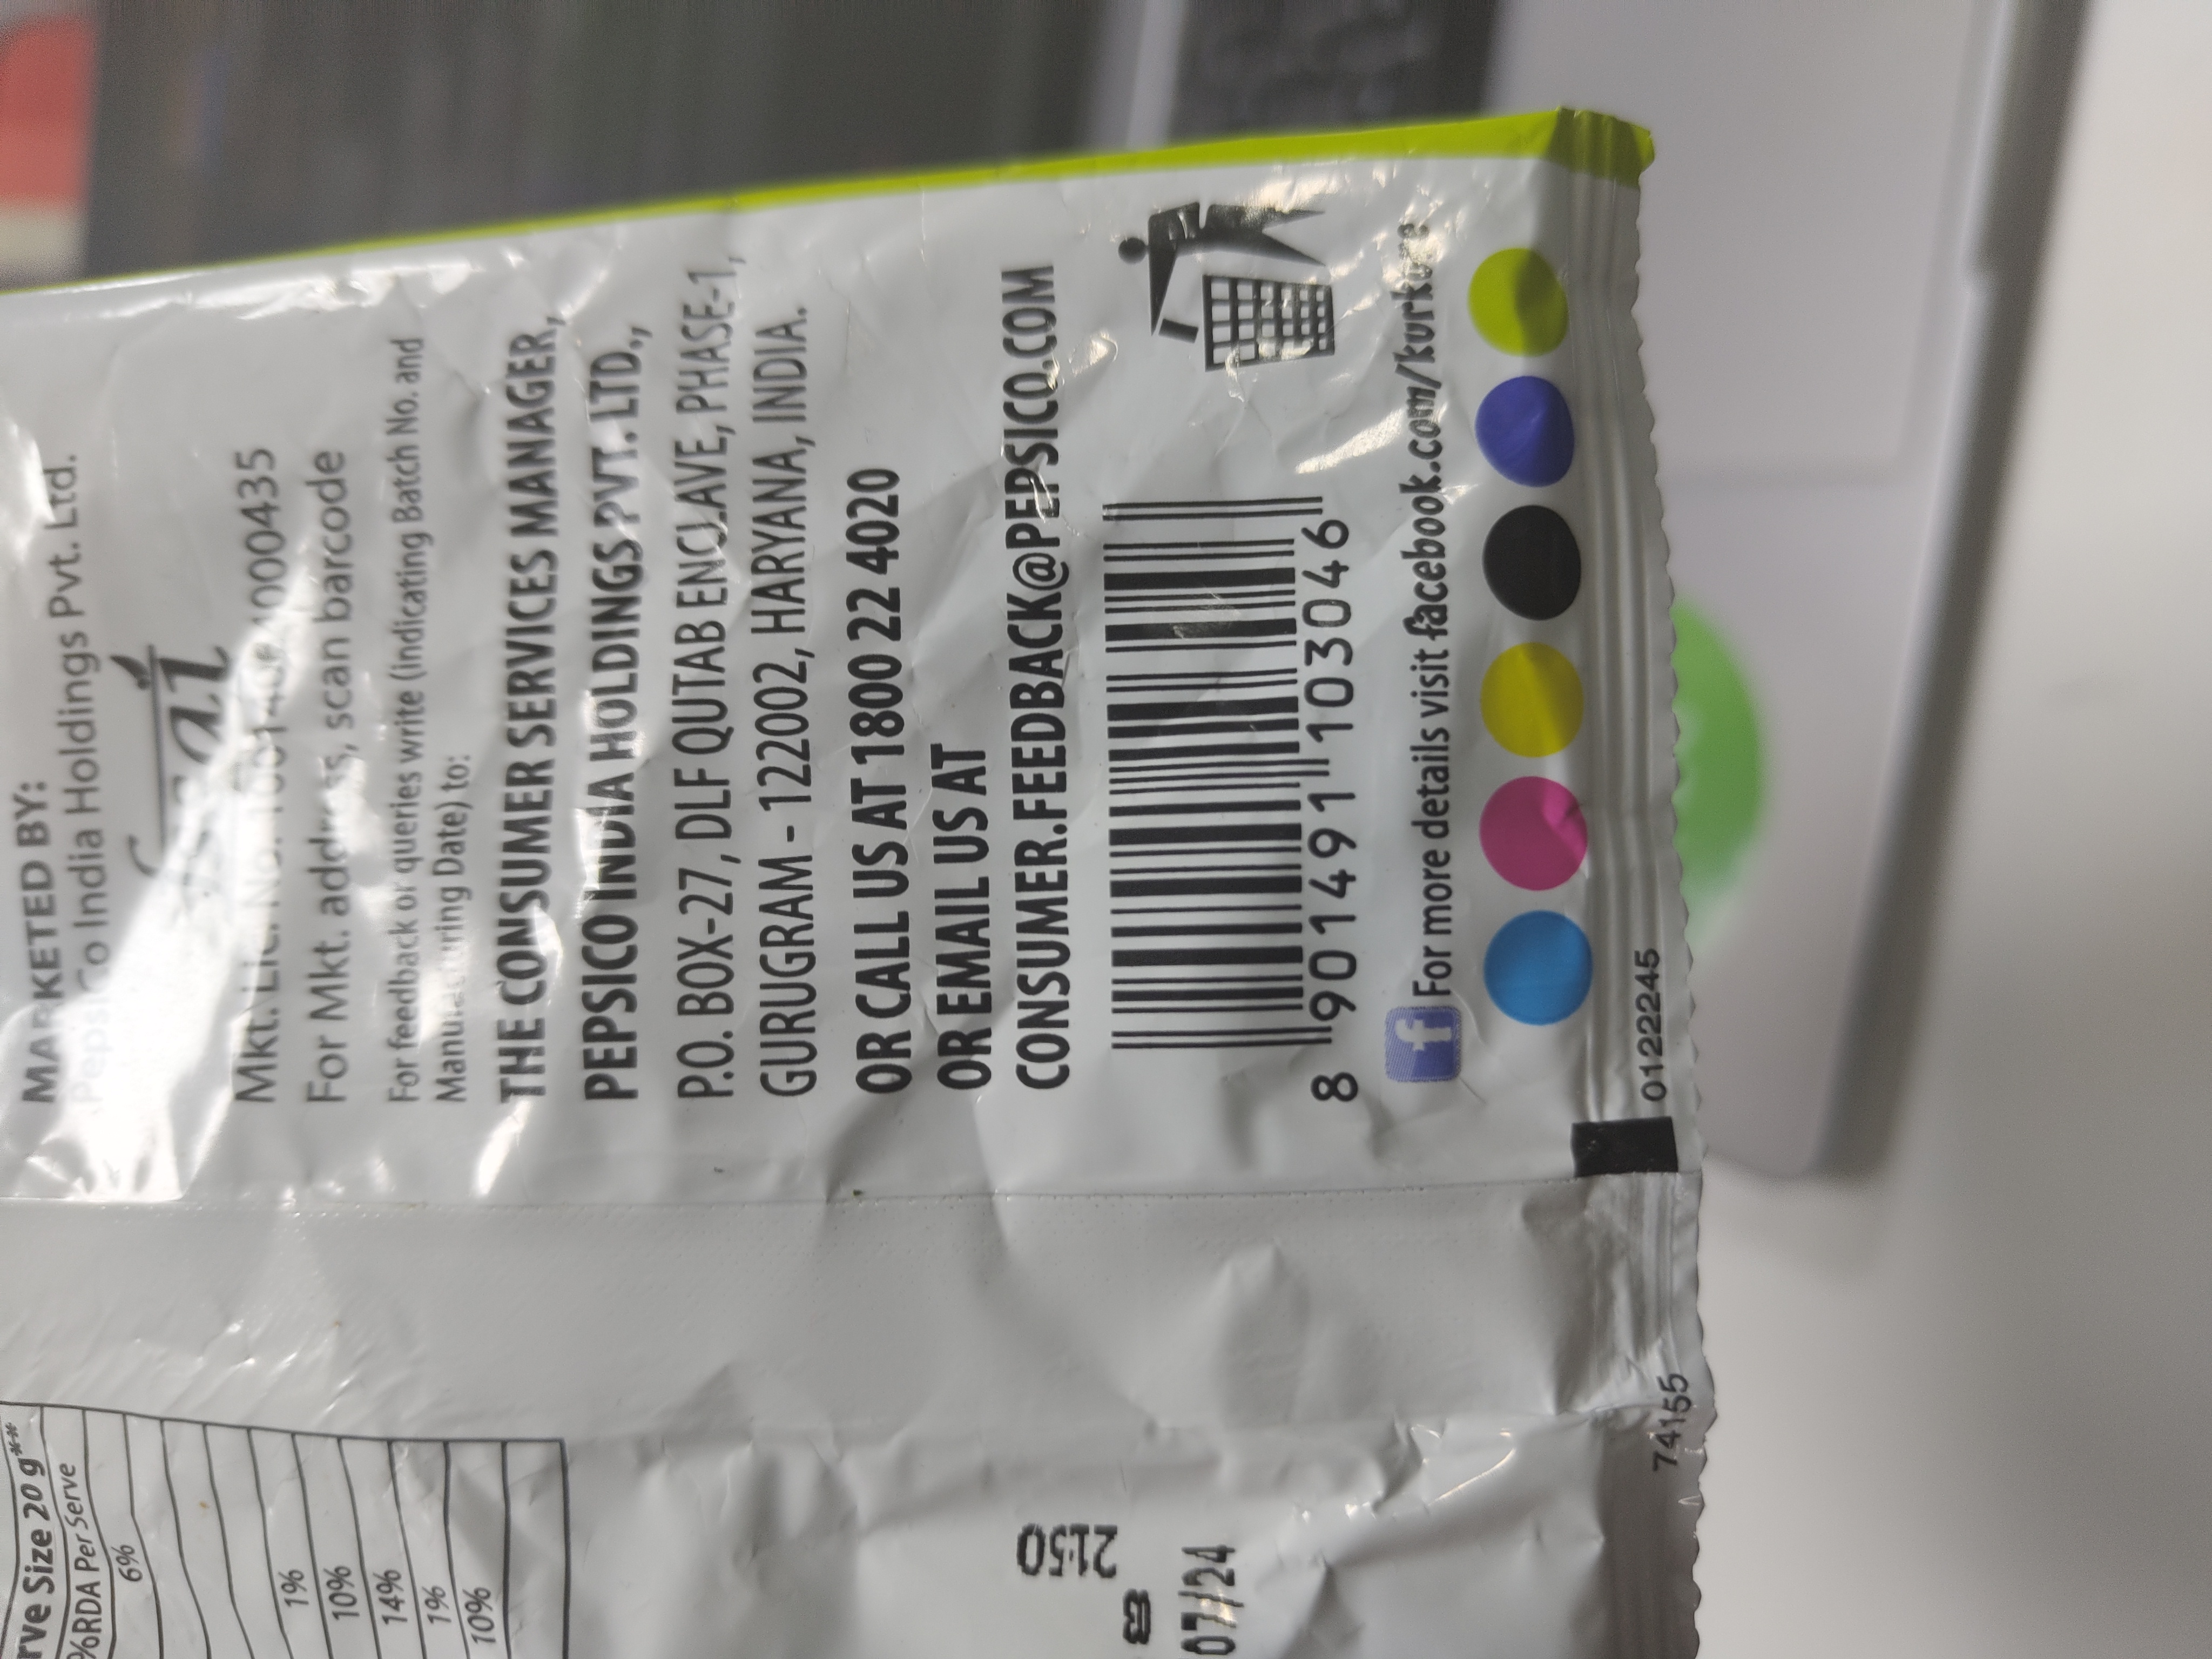 Size 20 g**
%RDA Per Serve
6%
1%
10%
14%
1%
10%
2150
07/24
74155
MARKETED BY:
PepsiCo India Holdings Pvt. Ltd.
fssai
Mkt. Lic. No.
For Mkt. address, scan barcode
For feedback or queries write (indicating Batch No. and
Manufacturing Date) to:
THE CONSUMER SERVICES MANAGER,
PEPSICO INDIA HOLDINGS PVT. LTD.,
P.O. BOX-27, DLF QUTAB ENCLAVE, PHASE-1,
GURUGRAM - 122002, HARYANA, INDIA.
OR CALL US AT 1800 22 4020
OR EMAIL US AT
CONSUMER.FEEDBACK@PEPSICO.COM
8 901491 103046
f For more details visit facebook.com/kurkure
0122245